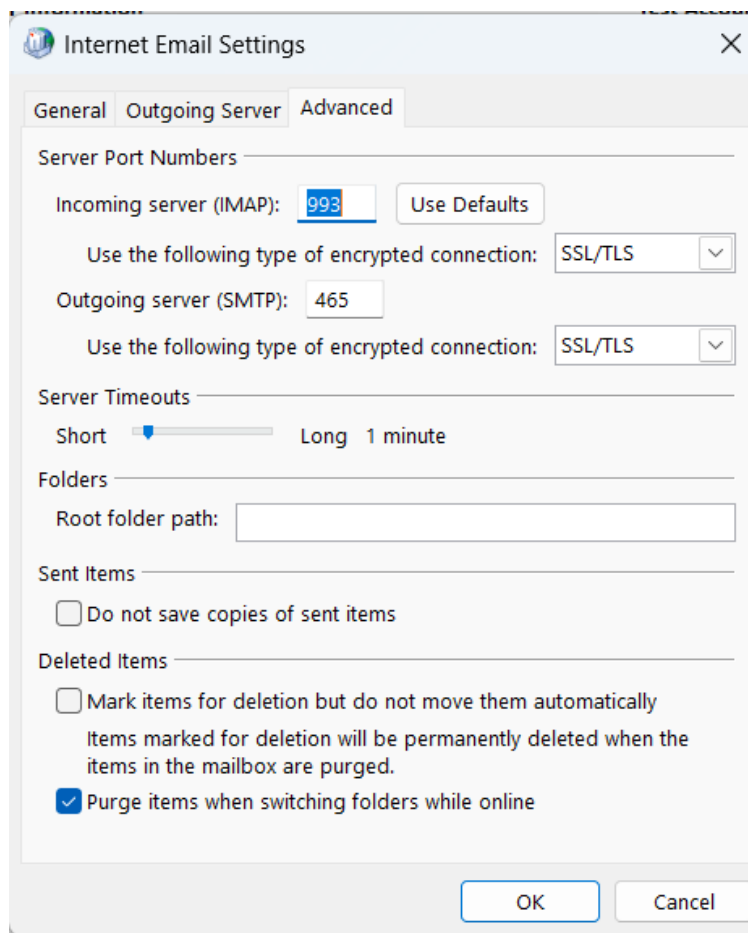 Internet Email Settings
General Outgoing Server Advanced
Server Port Numbers
Incoming server (IMAP): 993 Use Defaults
Use the following type of encrypted connection: SSL/TLS
Outgoing server (SMTP): 465
Use the following type of encrypted connection: SSL/TLS
Server Timeouts
Short Long 1 minute
Folders
Root folder path:
Sent Items
Do not save copies of sent items
Deleted Items
Mark items for deletion but do not move them automatically
Items marked for deletion will be permanently deleted when the
items in the mailbox are purged.
Purge items when switching folders while online
OK Cancel